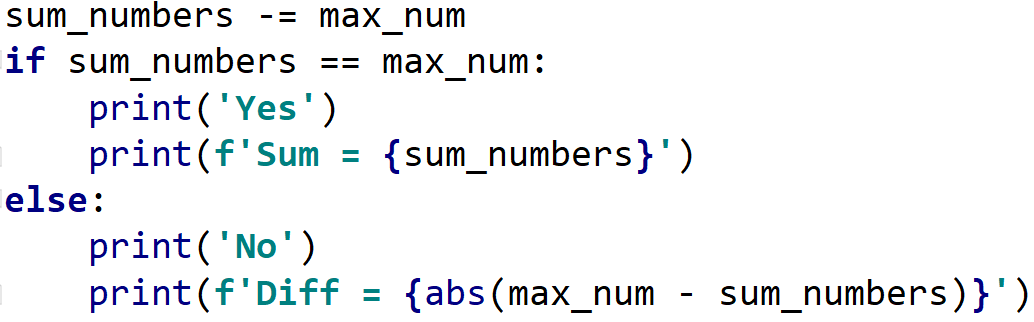 sum_numbers -= max_num
if sum_numbers == max_num:
    print('Yes')
    print(f'Sum = {sum_numbers}')
else:
    print('No')
    print(f'Diff = {abs(max_num - sum_numbers)}')